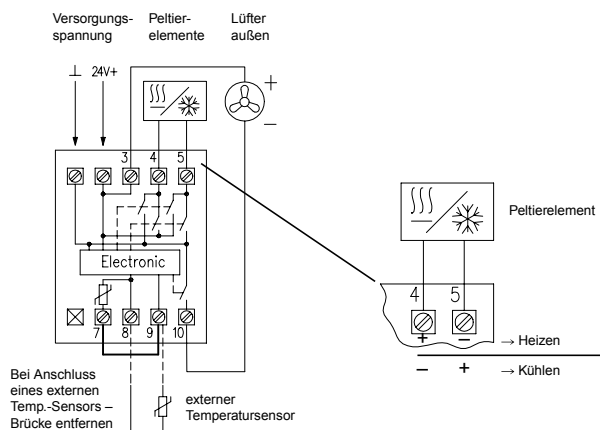 Versorgungs-
spannung
Peltier-
elemente
Lüfter
außen
⊥ 24V+
+
−
3 4 5
Electronic
7 8 9 10
Bei Anschluss
eines externen
Temp.-Sensors –
Brücke entfernen
externer
Temperatursensor
Peltierelement
4 5
+ − → Heizen
− + → Kühlen